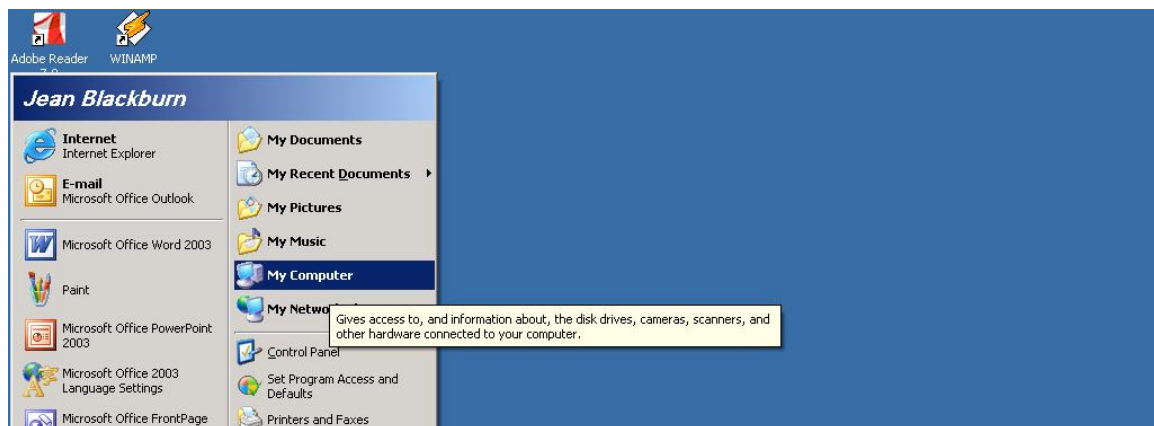 Adobe Reader
WINAMP
Jean Blackburn
Internet
Internet Explorer
E-mail
Microsoft Office Outlook
Microsoft Office Word 2003
Paint
Microsoft Office PowerPoint
2003
Microsoft Office 2003
Language Settings
Microsoft Office FrontPage
My Documents
My Recent Documents
My Pictures
My Music
My Computer
My Netwo
Gives access to, and information about, the disk drives, cameras, scanners, and
other hardware connected to your computer.
Control Panel
Set Program Access and
Defaults
Printers and Faxes